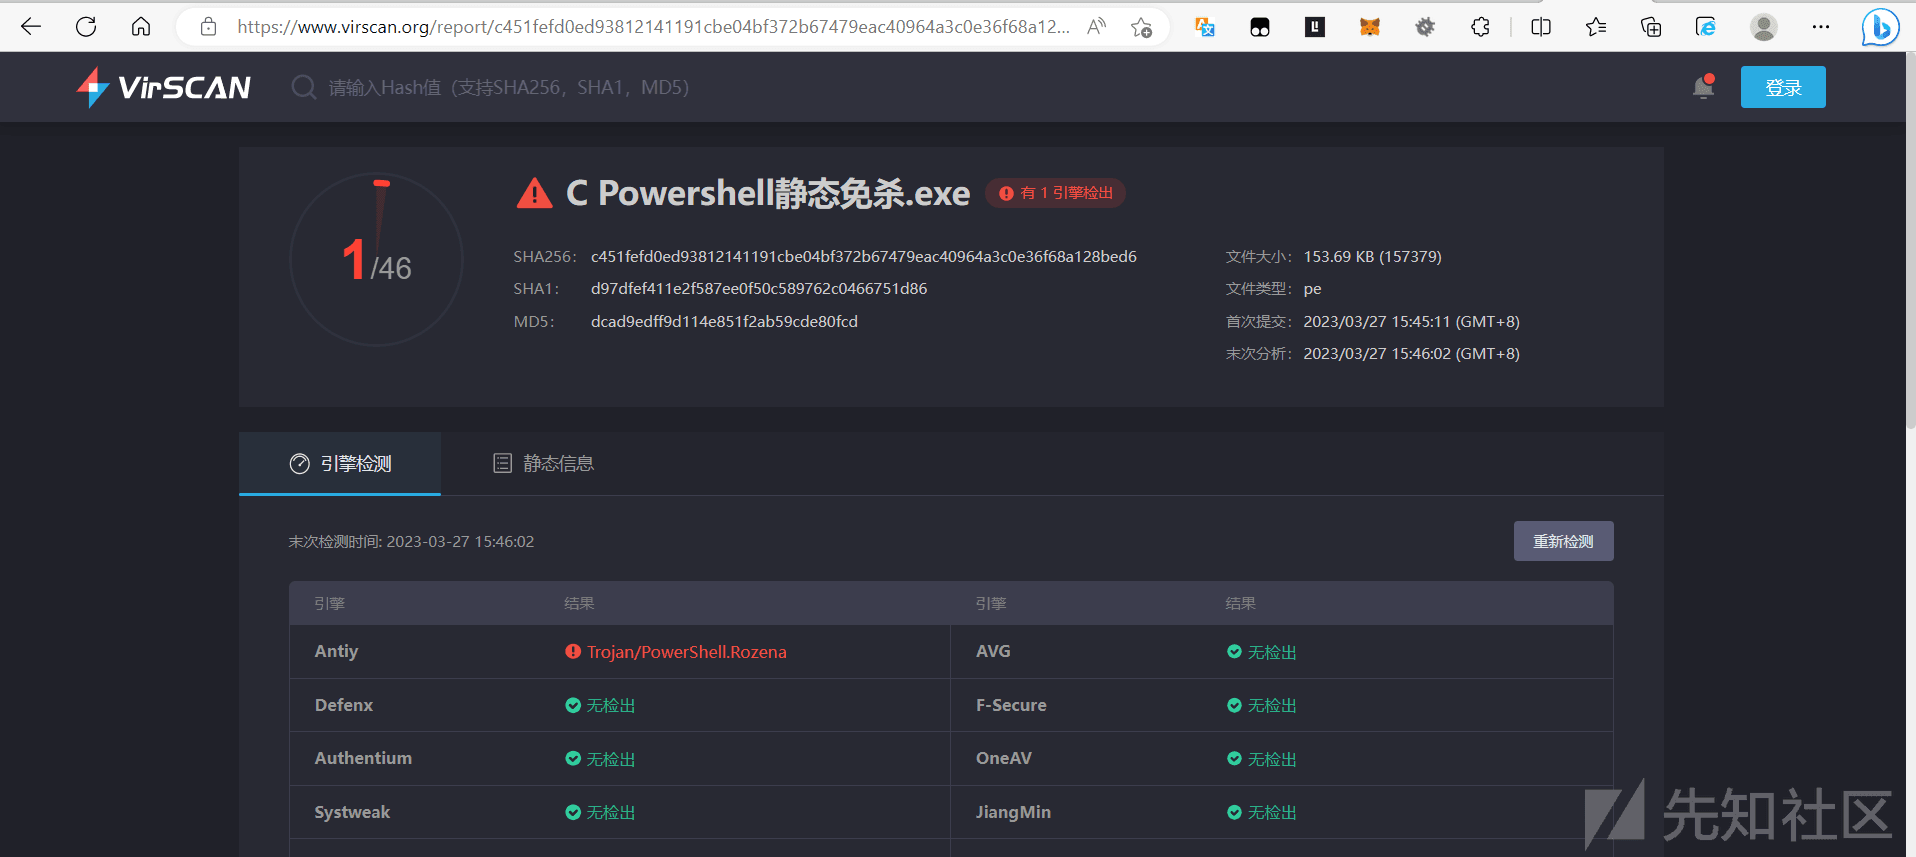 https://www.virscan.org/report/c451fefd0ed93812141191cbe04bf372b67479eac40964a3c0e36f68a12...
VirSCAN
请输入Hash值（支持SHA256，SHA1，MD5）
登录
1/46
C Powershell静态免杀.exe
有 1 引擎检出
SHA256： c451fefd0ed93812141191cbe04bf372b67479eac40964a3c0e36f68a128bed6
文件大小： 153.69 KB (157379)
SHA1： d97dfef411e2f587ee0f50c589762c0466751d86
文件类型： pe
MD5： dcad9edff9d114e851f2ab59cde80fcd
首次提交： 2023/03/27 15:45:11 (GMT+8)
末次分析： 2023/03/27 15:46:02 (GMT+8)
引擎检测
静态信息
末次检测时间: 2023-03-27 15:46:02
重新检测
引擎 结果 引擎 结果
Antiy Trojan/PowerShell.Rozena AVG 无检出
Defenx 无检出 F-Secure 无检出
Authentium 无检出 OneAV 无检出
Systweak 无检出 JiangMin 无检出
先知社区